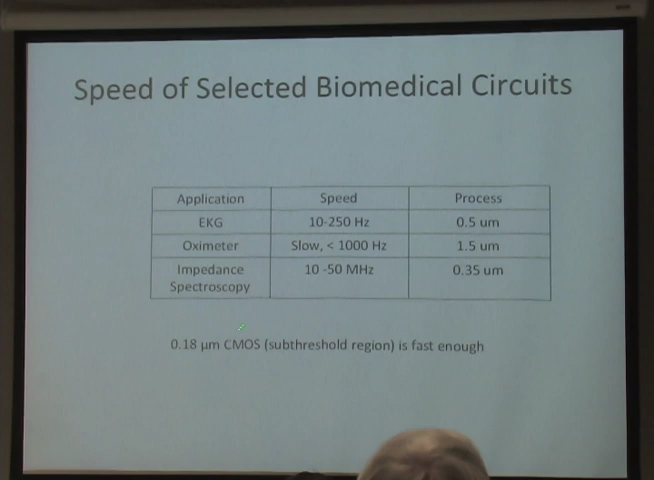 Speed of Selected Biomedical Circuits
Application Speed Process
EKG 10-250 Hz 0.5 um
Oximeter Slow, < 1000 Hz 1.5 um
Impedance 10 -50 MHz 0.35 um
Spectroscopy
0.18 µm CMOS (subthreshold region) is fast enough